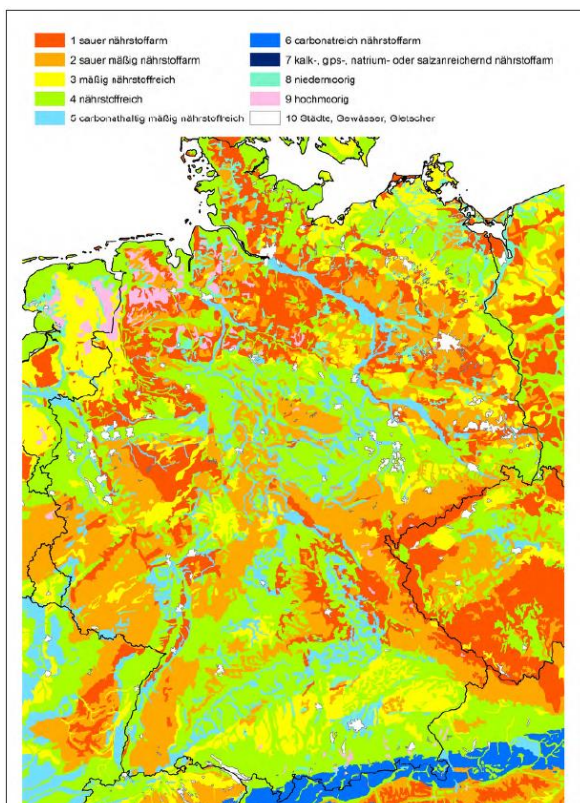 1 sauer nährstoffarm
2 sauer mäßig nährstoffarm
3 mäßig nährstoffreich
4 nährstoffreich
5 carbonathaltig mäßig nährstoffreich
6 carbonatreich nährstoffarm
7 kalk-, gps-, natrium- oder salzanreichernd nährstoffarm
8 niedermoorig
9 hochmoorig
10 Städte, Gewässer, Gletscher